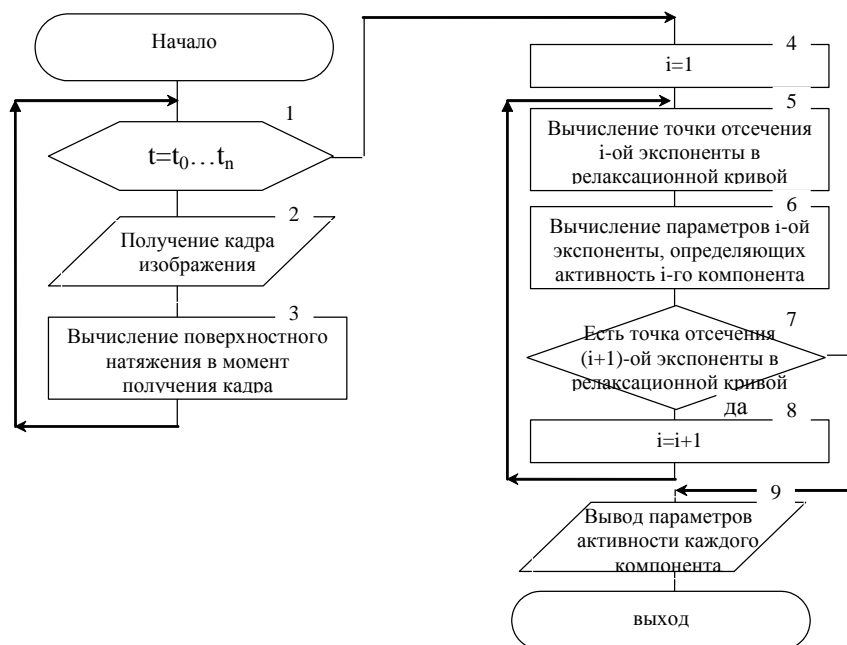 Начало
1
t=t₀…tₙ
2
Получение кадра
изображения
3
Вычисление поверхностного
натяжения в момент
получения кадра
4
i=1
5
Вычисление точки отсечения
i-ой экспоненты в
релаксационной кривой
6
Вычисление параметров i-ой
экспоненты, определяющих
активность i-го компонента
7
Есть точка отсечения
(i+1)-ой экспоненты в
релаксационной кривой
да
8
i=i+1
9
Вывод параметров
активности каждого
компонента
выход